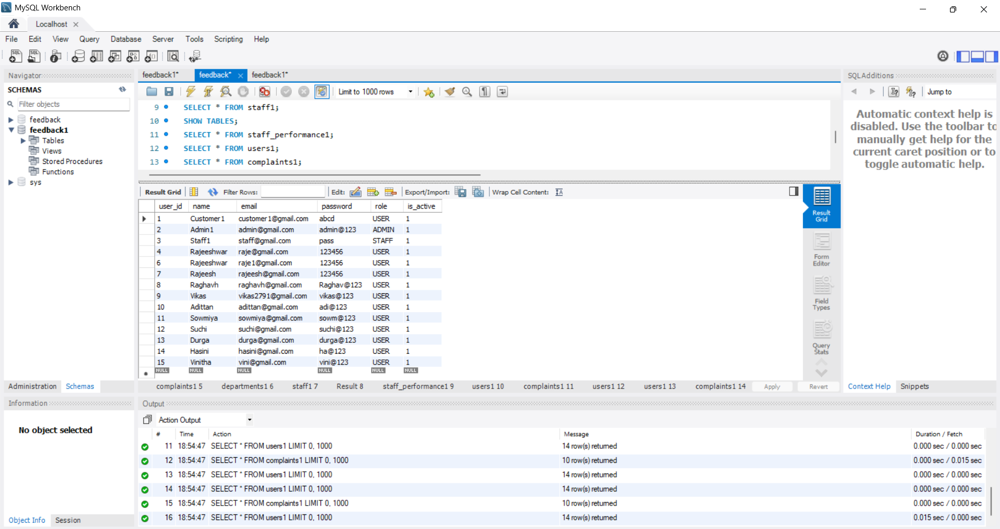 MySQL Workbench
Localhost
File Edit View Query Database Server Tools Scripting Help
Navigator
SCHEMAS
Filter objects
feedback
feedback1
Tables
Views
Stored Procedures
Functions
sys
Administration Schemas
Information
No object selected
Object Info Session
feedback1* feedback* feedback1*
Limit to 1000 rows
9 SELECT * FROM staff1;
10 SHOW TABLES;
11 SELECT * FROM staff_performance1;
12 SELECT * FROM users1;
13 SELECT * FROM complaints1;
Result Grid Filter Rows: Edit: Export/Import: Wrap Cell Content:
user_id name email password role is_active
1 Customer1 customer1@gmail.com abcd USER 1
2 Admin1 admin@gmail.com admin@123 ADMIN 1
3 Staff1 staff@gmail.com pass STAFF 1
4 Rajeeshwar raje@gmail.com 123456 USER 1
6 Rajeeshwar raje1@gmail.com 123456 USER 1
7 Rajeesh rajeesh@gmail.com 123456 USER 1
8 Raghavh raghavh@gmail.com Raghav@123 USER 1
9 Vikas vikas2791@gmail.com vikas@123 USER 1
10 Adittan adittan@gmail.com adi@123 USER 1
11 Sowmiya sowmiya@gmail.com sowm@123 USER 1
12 Suchi suchi@gmail.com suchi@123 USER 1
13 Durga durga@gmail.com durga@123 USER 1
14 Hasini hasini@gmail.com ha@123 USER 1
15 Vinitha vini@gmail.com vini@123 USER 1
NULL NULL NULL NULL NULL NULL
Result
Grid
Form
Editor
Field
Types
Query
Stats
complaints1 5 departments1 6 staff1 7 Result 8 staff_performance1 9 users1 10 complaints1 11 users1 12 users1 13 complaints1 14 Apply Revert
SQLAdditions
Jump to
Automatic context help is
disabled. Use the toolbar to
manually get help for the
current caret position or to
toggle automatic help.
Context Help Snippets
Output
Action Output
# Time Action Message Duration / Fetch
11 18:54:47 SELECT * FROM users1 LIMIT 0, 1000 14 row(s) returned 0.000 sec / 0.000 sec
12 18:54:47 SELECT * FROM complaints1 LIMIT 0, 1000 10 row(s) returned 0.000 sec / 0.015 sec
13 18:54:47 SELECT * FROM users1 LIMIT 0, 1000 14 row(s) returned 0.000 sec / 0.000 sec
14 18:54:47 SELECT * FROM users1 LIMIT 0, 1000 14 row(s) returned 0.000 sec / 0.000 sec
15 18:54:47 SELECT * FROM complaints1 LIMIT 0, 1000 10 row(s) returned 0.000 sec / 0.000 sec
16 18:54:47 SELECT * FROM users1 LIMIT 0, 1000 14 row(s) returned 0.015 sec / 0.000 sec